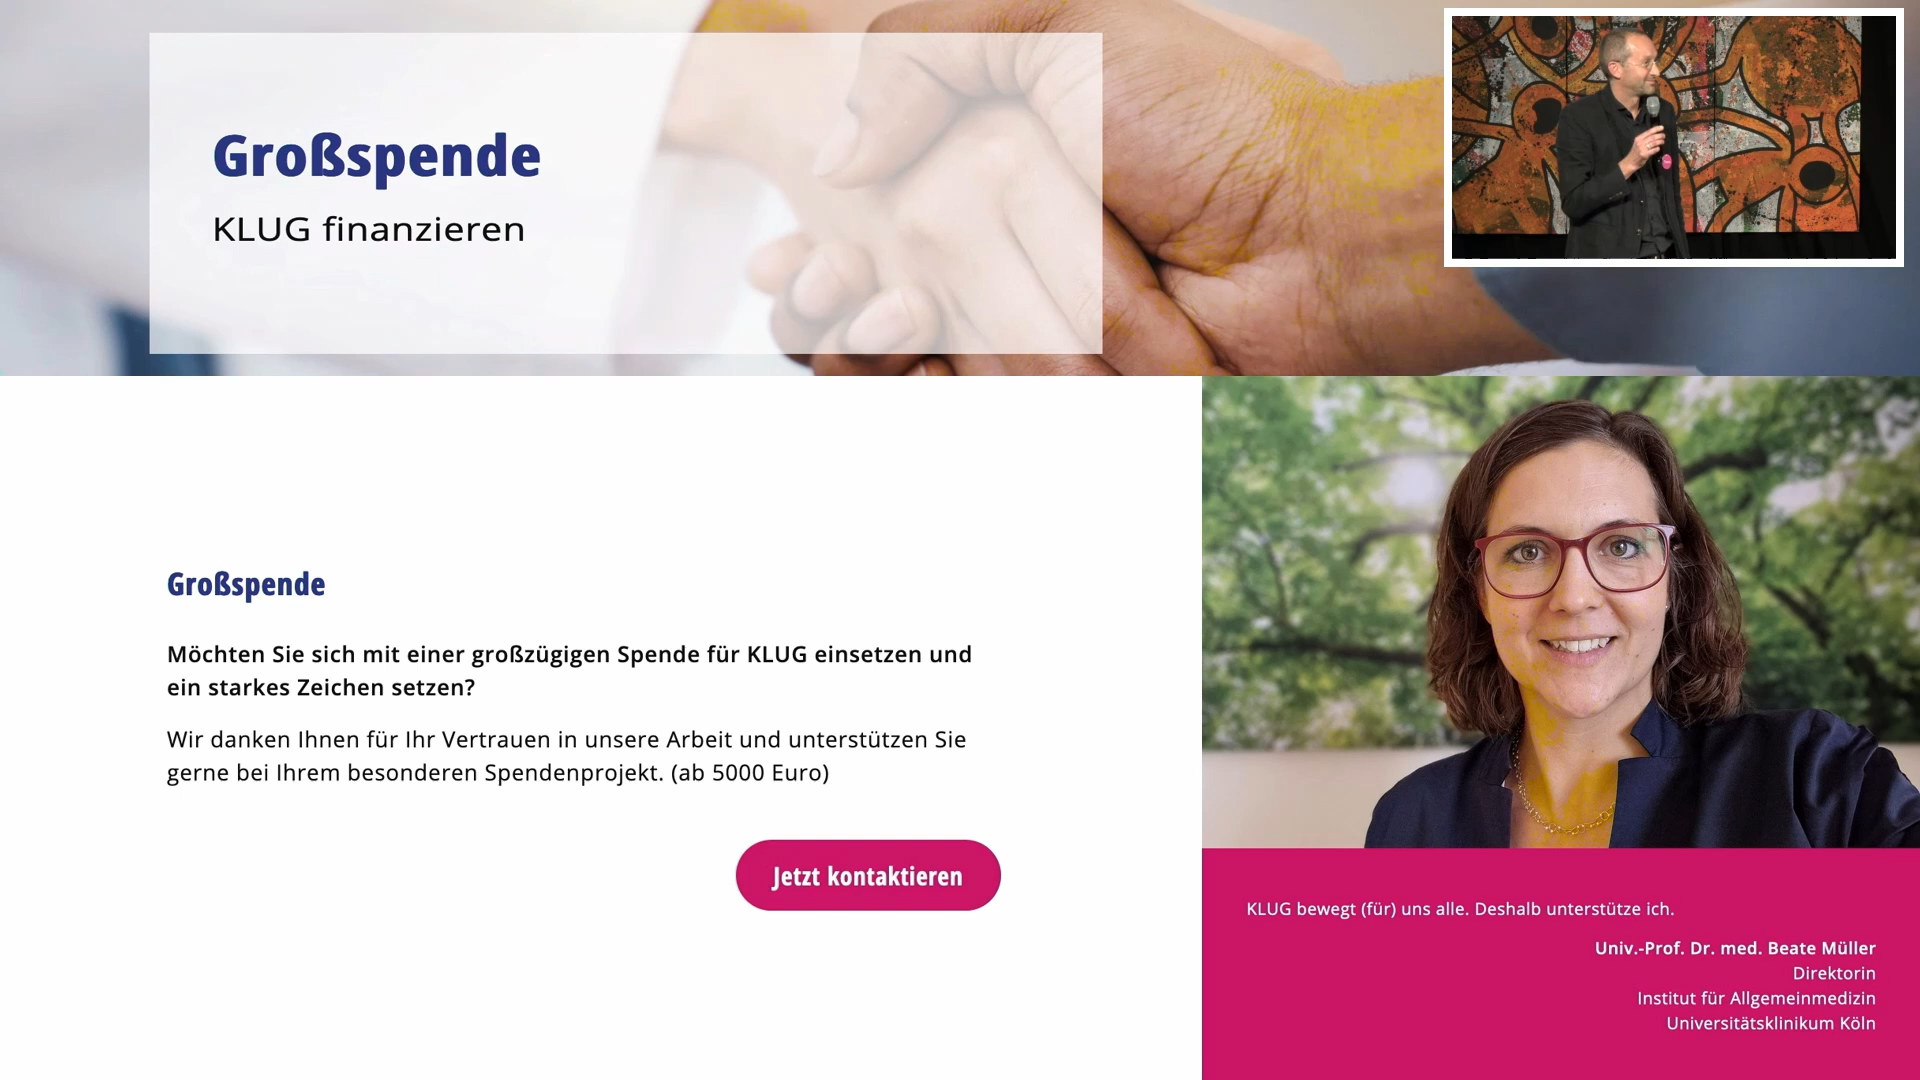 Großspende
KLUG finanzieren
Großspende
Möchten Sie sich mit einer großzügigen Spende für KLUG einsetzen und
ein starkes Zeichen setzen?
Wir danken Ihnen für Ihr Vertrauen in unsere Arbeit und unterstützen Sie
gerne bei Ihrem besonderen Spendenprojekt. (ab 5000 Euro)
Jetzt kontaktieren
KLUG bewegt (für) uns alle. Deshalb unterstütze ich.
Univ.-Prof. Dr. med. Beate Müller
Direktorin
Institut für Allgemeinmedizin
Universitätsklinikum Köln